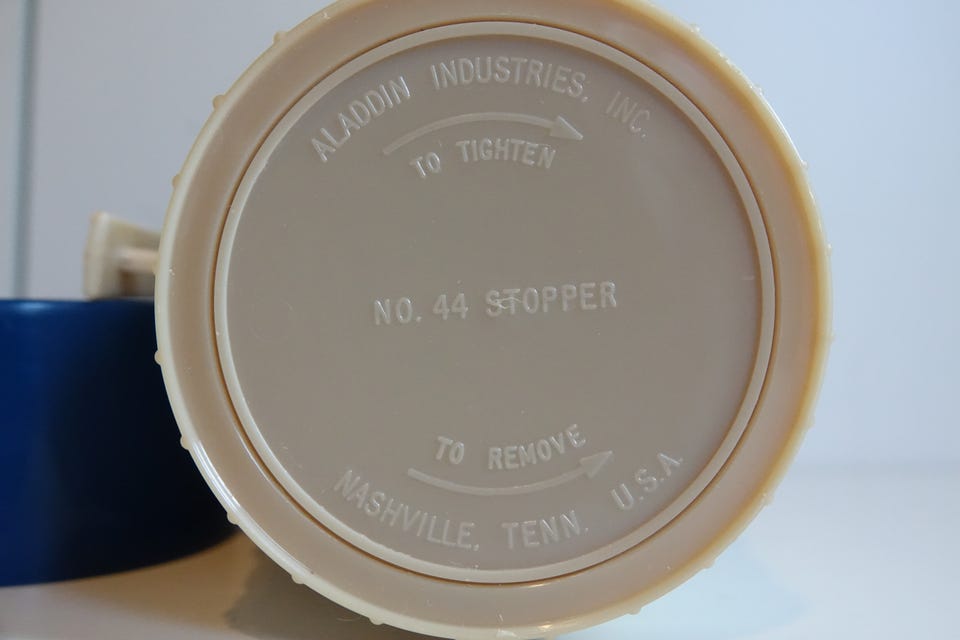 ALADDIN INDUSTRIES, INC.
TO TIGHTEN
NO. 44 STOPPER
TO REMOVE
NASHVILLE, TENN. U.S.A.